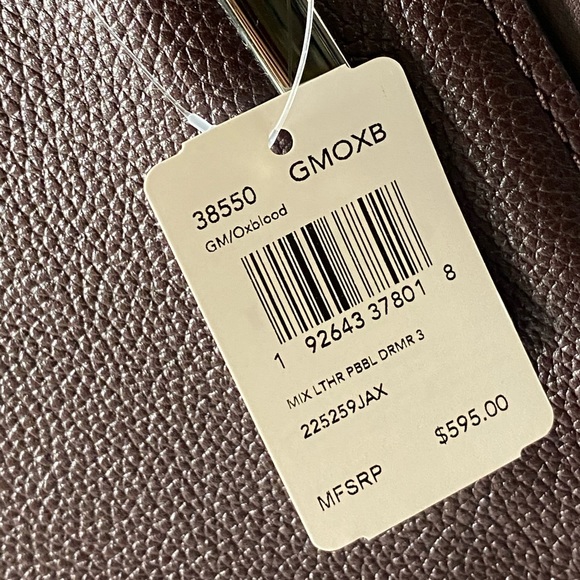 38550 GMOXB
GM/Oxblood
1 92643 37801 8
MIX LTHR PBBL DRMR 3
225259JAX
MFSRP $595.00